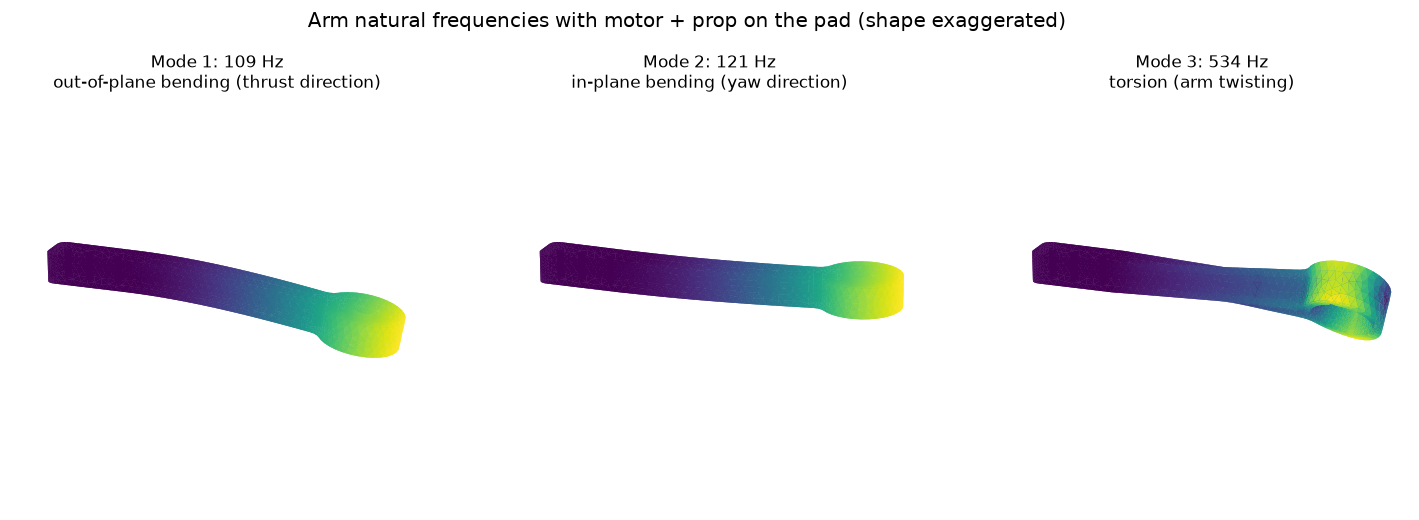 Arm natural frequencies with motor + prop on the pad (shape exaggerated)
Mode 1: 109 Hz
out-of-plane bending (thrust direction)
Mode 2: 121 Hz
in-plane bending (yaw direction)
Mode 3: 534 Hz
torsion (arm twisting)